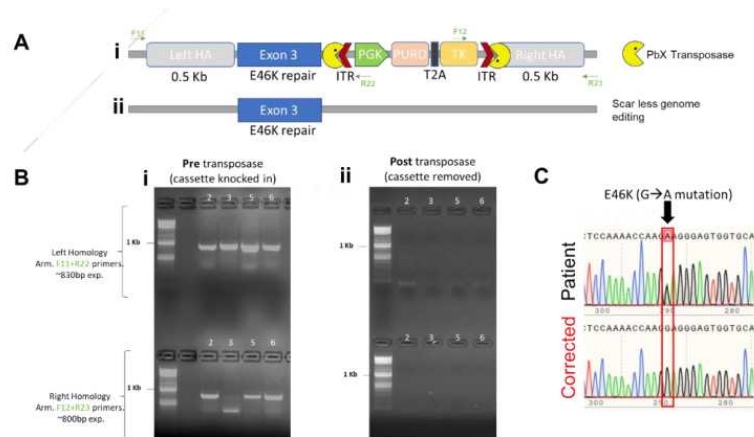 A
i
F11
Left HA
Exon 3
PGK
PURO
F12
TK
Right HA
PbX Transposase
0.5 Kb
E46K repair
ITR
R22
T2A
ITR
0.5 Kb
R23
ii
Exon 3
E46K repair
Scar less genome
editing
B
i
Pre transposase
(cassette knocked in)
ii
Post transposase
(cassette removed)
C
E46K (G→A mutation)
2 3 5 6
2 3 5 6
1 Kb
1 Kb
Left Homology
Arm. F11+R22 primers.
~830bp exp.
2 3 5 6
2 3 5 6
1 Kb
1 Kb
Right Homology
Arm. F12+R23 primers.
~800bp exp.
Patient
CTCCAAAACCAAGAAGGGAGTGGTGCA
300 290 280
Corrected
CTCCAAAACCAAGGAGGGAGTGGTGCA
300 290 280